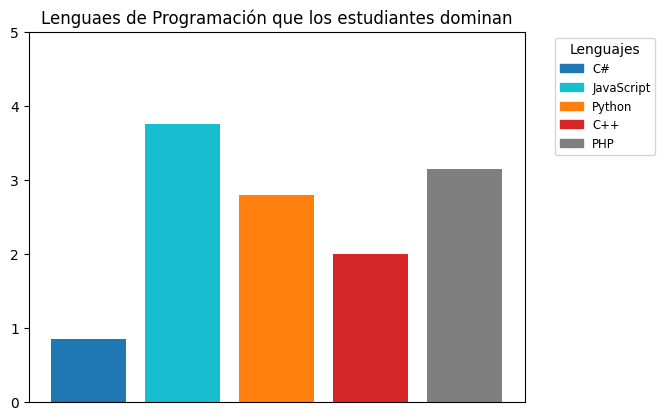 Lenguaes de Programación que los estudiantes dominan
5
4
3
2
1
0
Lenguajes
C#
JavaScript
Python
C++
PHP